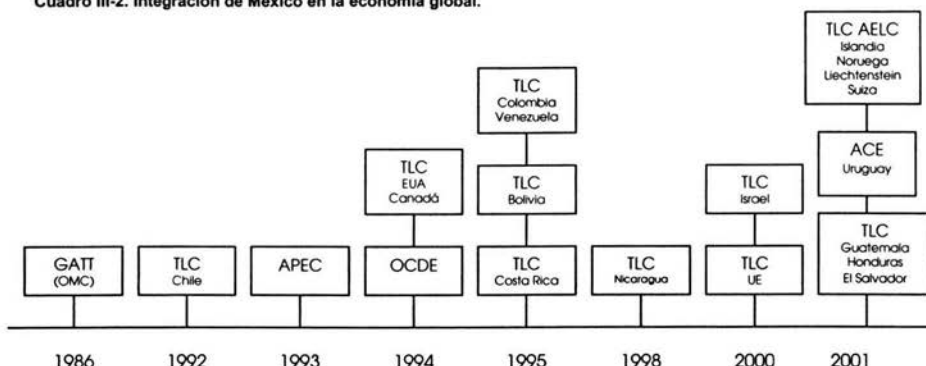 Cuadro III-2. Integración de México en la economía global.
TLC AELC
Islandia
Noruega
Liechtenstein
Suiza
TLC
Colombia
Venezuela
ACE
Uruguay
TLC
EUA
Canadá
TLC
Bolivia
TLC
Israel
GATT
(OMC)
TLC
Chile
APEC
OCDE
TLC
Costa Rica
TLC
Nicaragua
TLC
UE
TLC
Guatemala
Honduras
El Salvador
1986 1992 1993 1994 1995 1998 2000 2001